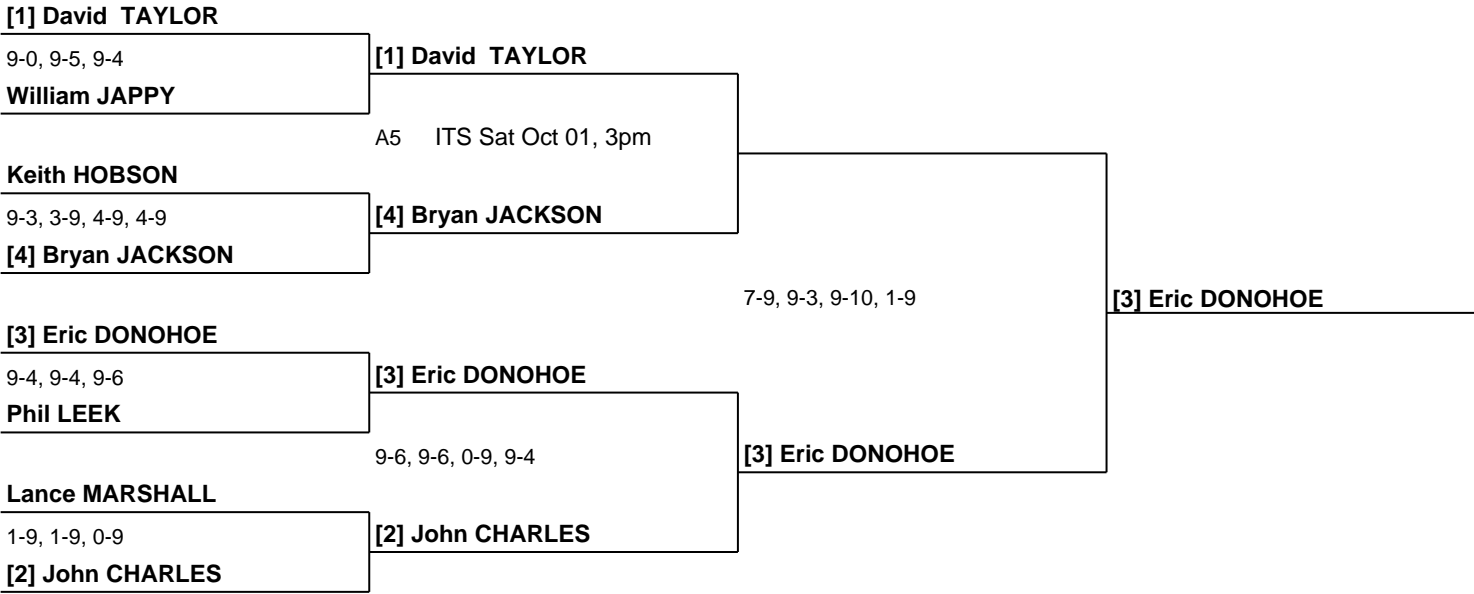 [1] David  TAYLOR
9-0, 9-5, 9-4
[1] David  TAYLOR
William JAPPY
A5 ITS Sat Oct 01, 3pm
Keith HOBSON
9-3, 3-9, 4-9, 4-9
[4] Bryan JACKSON
[4] Bryan JACKSON
7-9, 9-3, 9-10, 1-9
[3] Eric DONOHOE
[3] Eric DONOHOE
9-4, 9-4, 9-6
[3] Eric DONOHOE
Phil LEEK
9-6, 9-6, 0-9, 9-4
[3] Eric DONOHOE
Lance MARSHALL
1-9, 1-9, 0-9
[2] John CHARLES
[2] John CHARLES